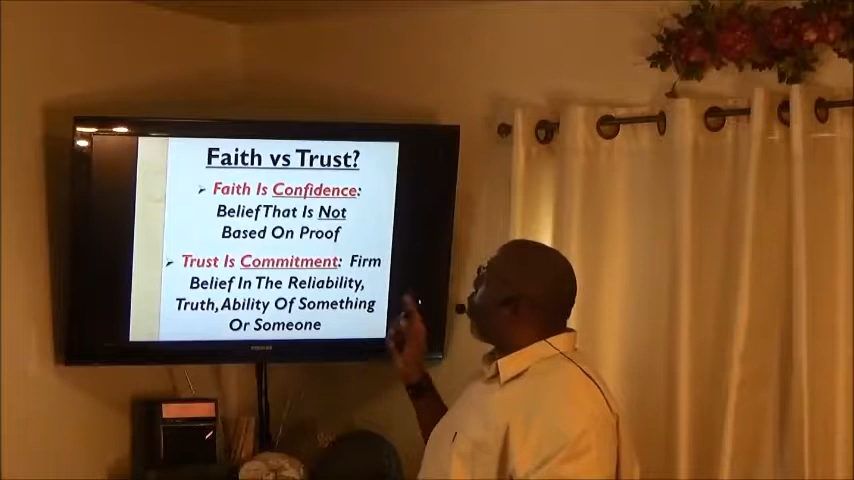 Faith vs Trust?
➢ Faith Is Confidence:
Belief That Is Not
Based On Proof
➢ Trust Is Commitment: Firm
Belief In The Reliability,
Truth, Ability Of Something
Or Someone